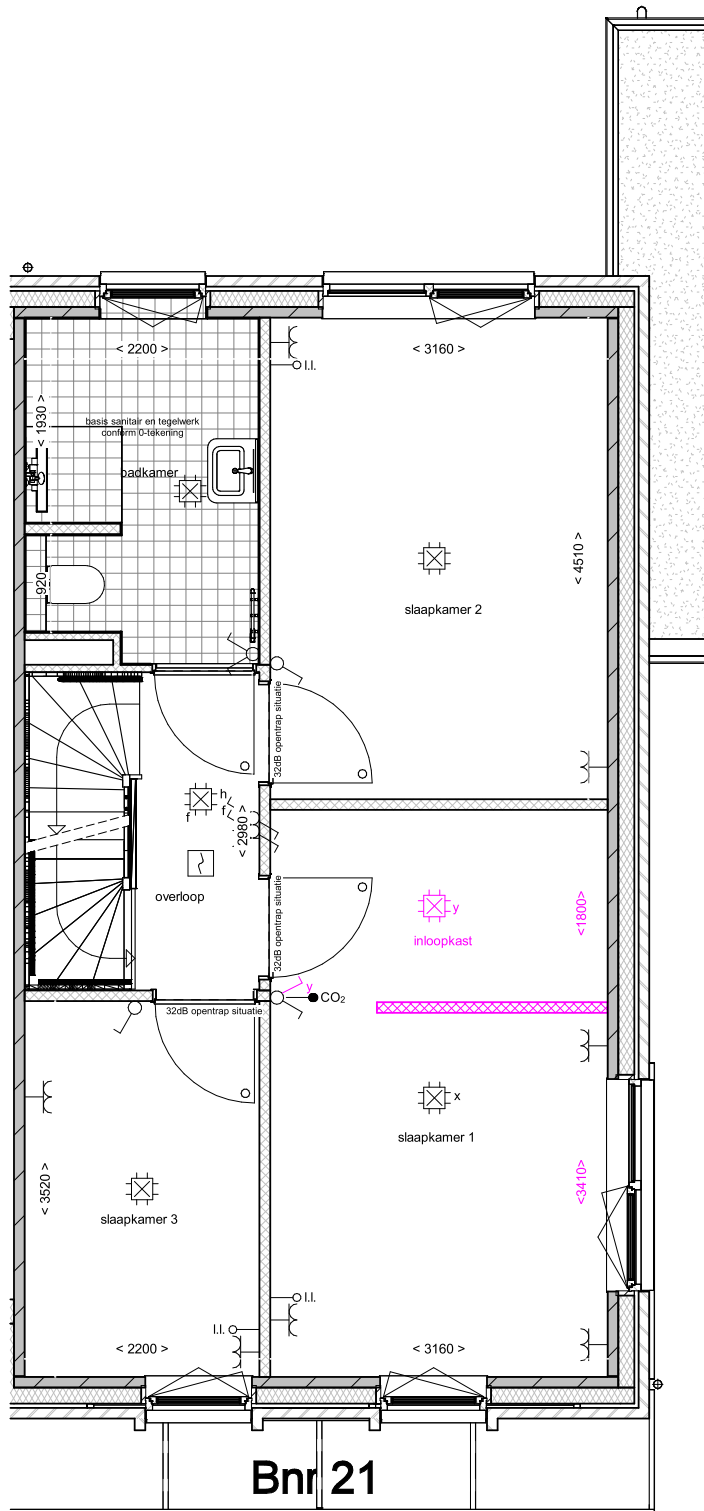 < 2200 >
< 3160 >
l.l.
< 1930 >
basis sanitair en tegelwerk
conform 0-tekening
badkamer
920
< 4510 >
slaapkamer 2
32dB opentrap situatie
h
f
f
< 2980 >
overloop
32dB opentrap situatie
y
inloopkast
<1800>
y
CO₂
32dB opentrap situatie
x
slaapkamer 1
< 3520 >
<3410>
slaapkamer 3
l.l.
l.l.
< 2200 >
< 3160 >
Bnr 21